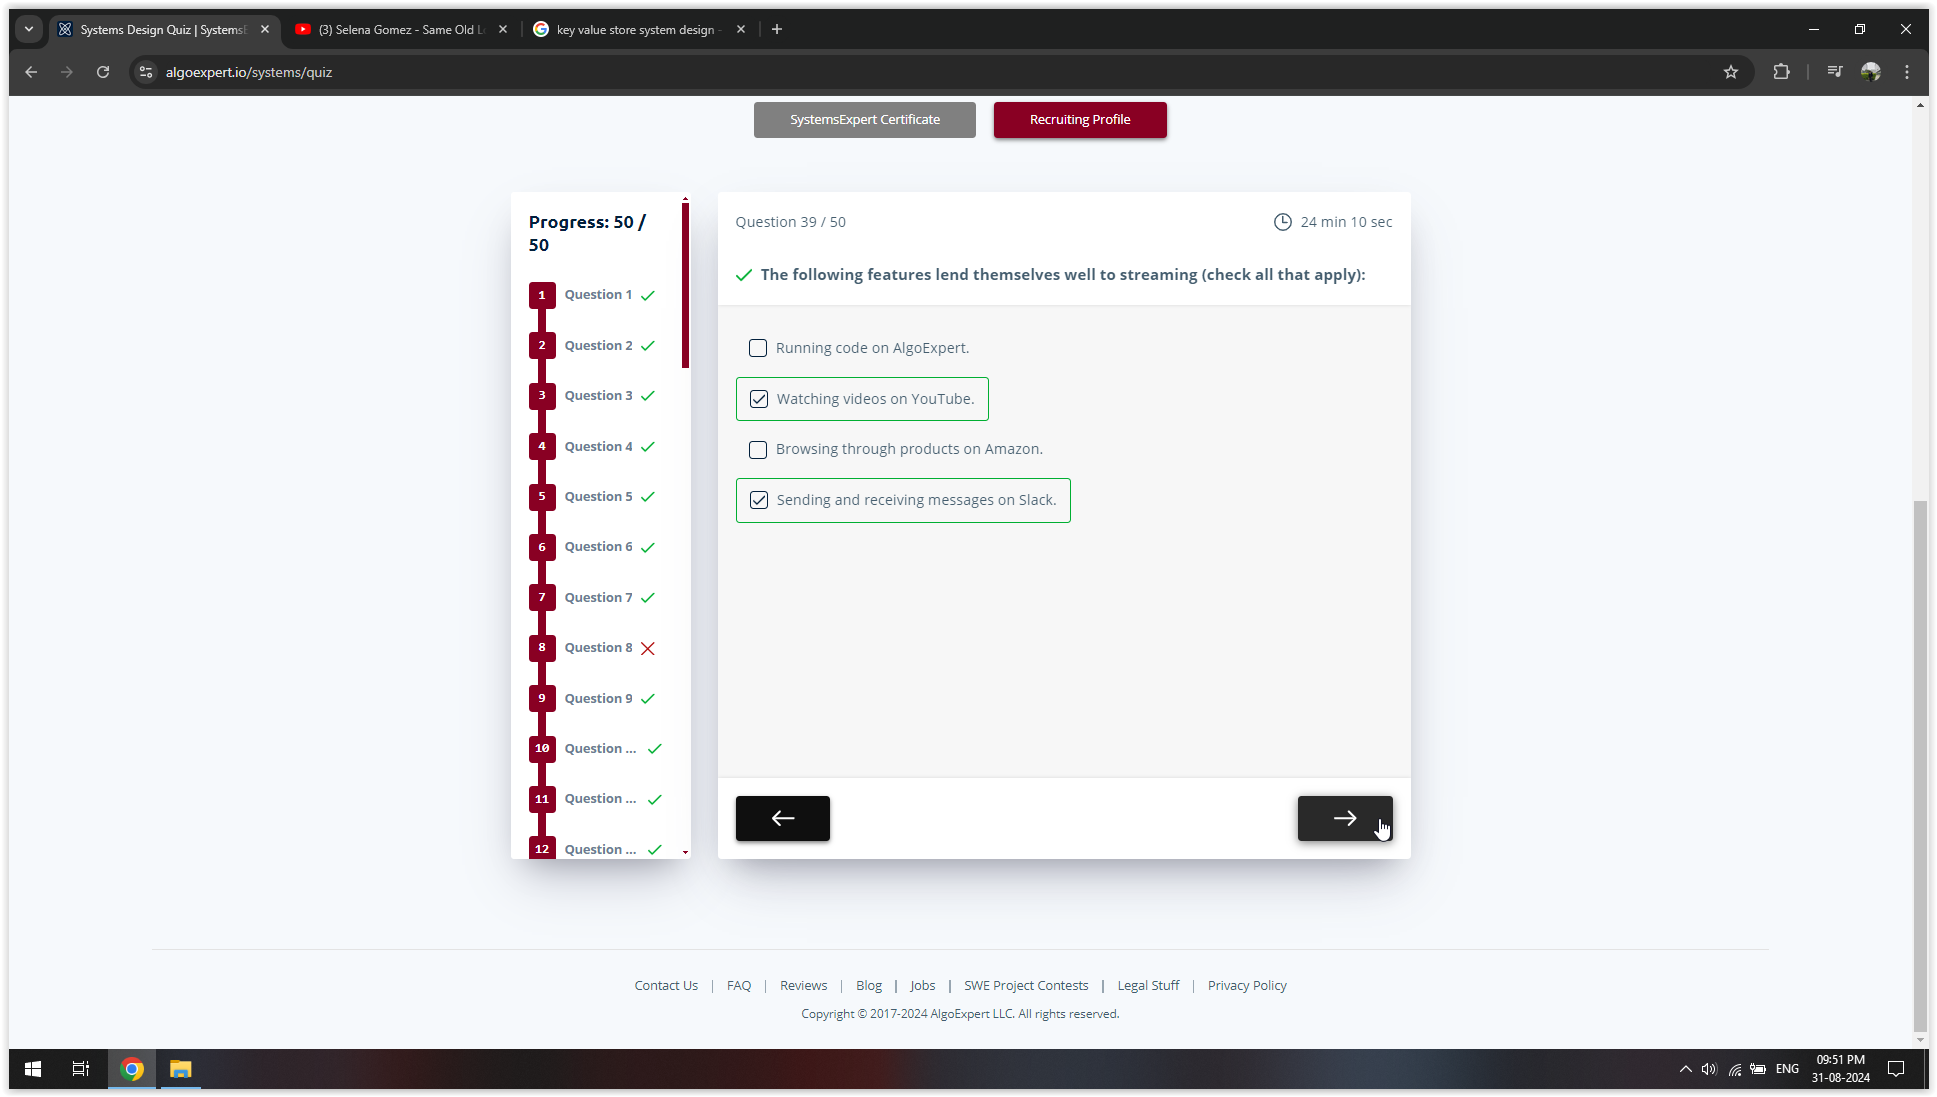 Systems Design Quiz | SystemsE
(3) Selena Gomez - Same Old L
key value store system design -
algoexpert.io/systems/quiz
SystemsExpert Certificate
Recruiting Profile
Progress: 50 /
50
1 Question 1
2 Question 2
3 Question 3
4 Question 4
5 Question 5
6 Question 6
7 Question 7
8 Question 8
9 Question 9
10 Question ...
11 Question ...
12 Question ...
Question 39 / 50
24 min 10 sec
The following features lend themselves well to streaming (check all that apply):
Running code on AlgoExpert.
Watching videos on YouTube.
Browsing through products on Amazon.
Sending and receiving messages on Slack.
Contact Us | FAQ | Reviews | Blog | Jobs | SWE Project Contests | Legal Stuff | Privacy Policy
Copyright © 2017-2024 AlgoExpert LLC. All rights reserved.
ENG
09:51 PM
31-08-2024